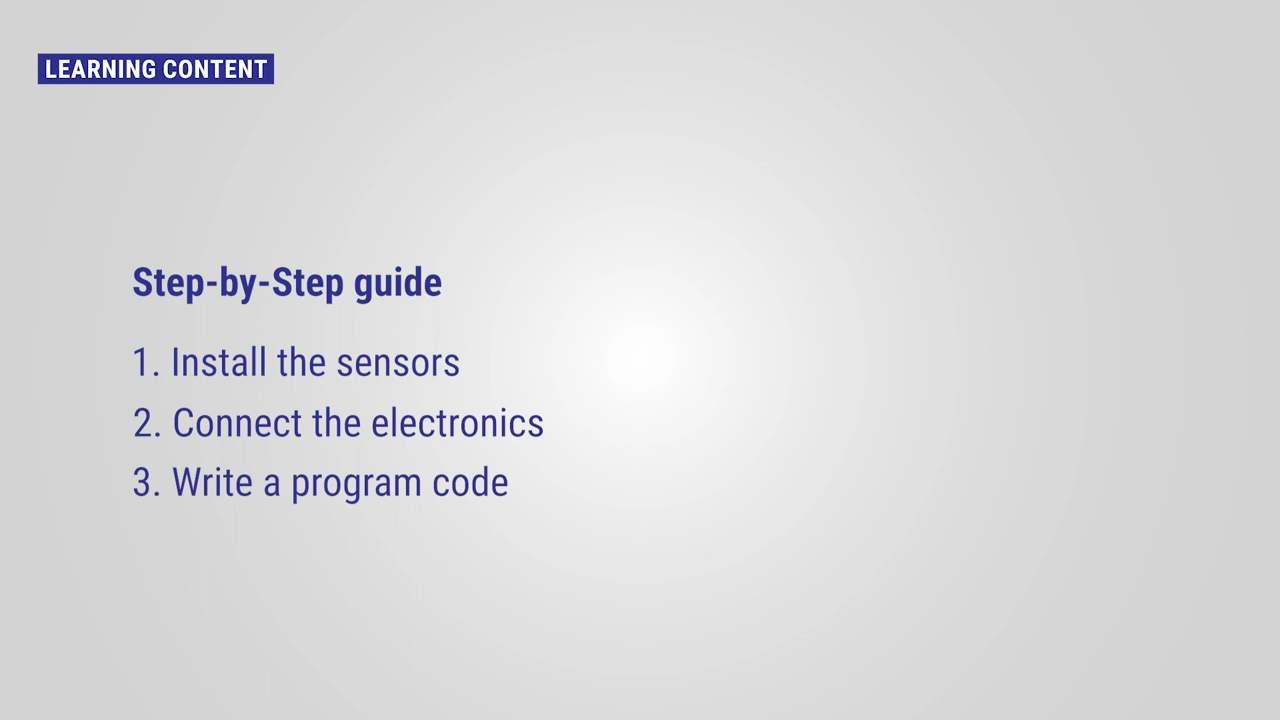 LEARNING CONTENT
Step-by-Step guide
1. Install the sensors
2. Connect the electronics
3. Write a program code